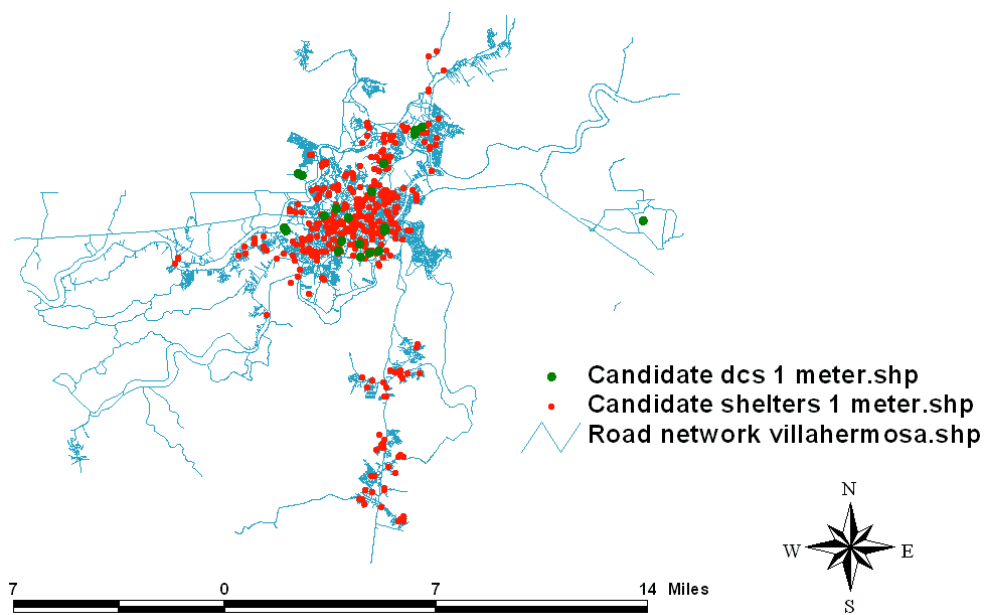 Candidate dcs 1 meter.shp
Candidate shelters 1 meter.shp
Road network villahermosa.shp
N
W E
S
7 0 7 14 Miles